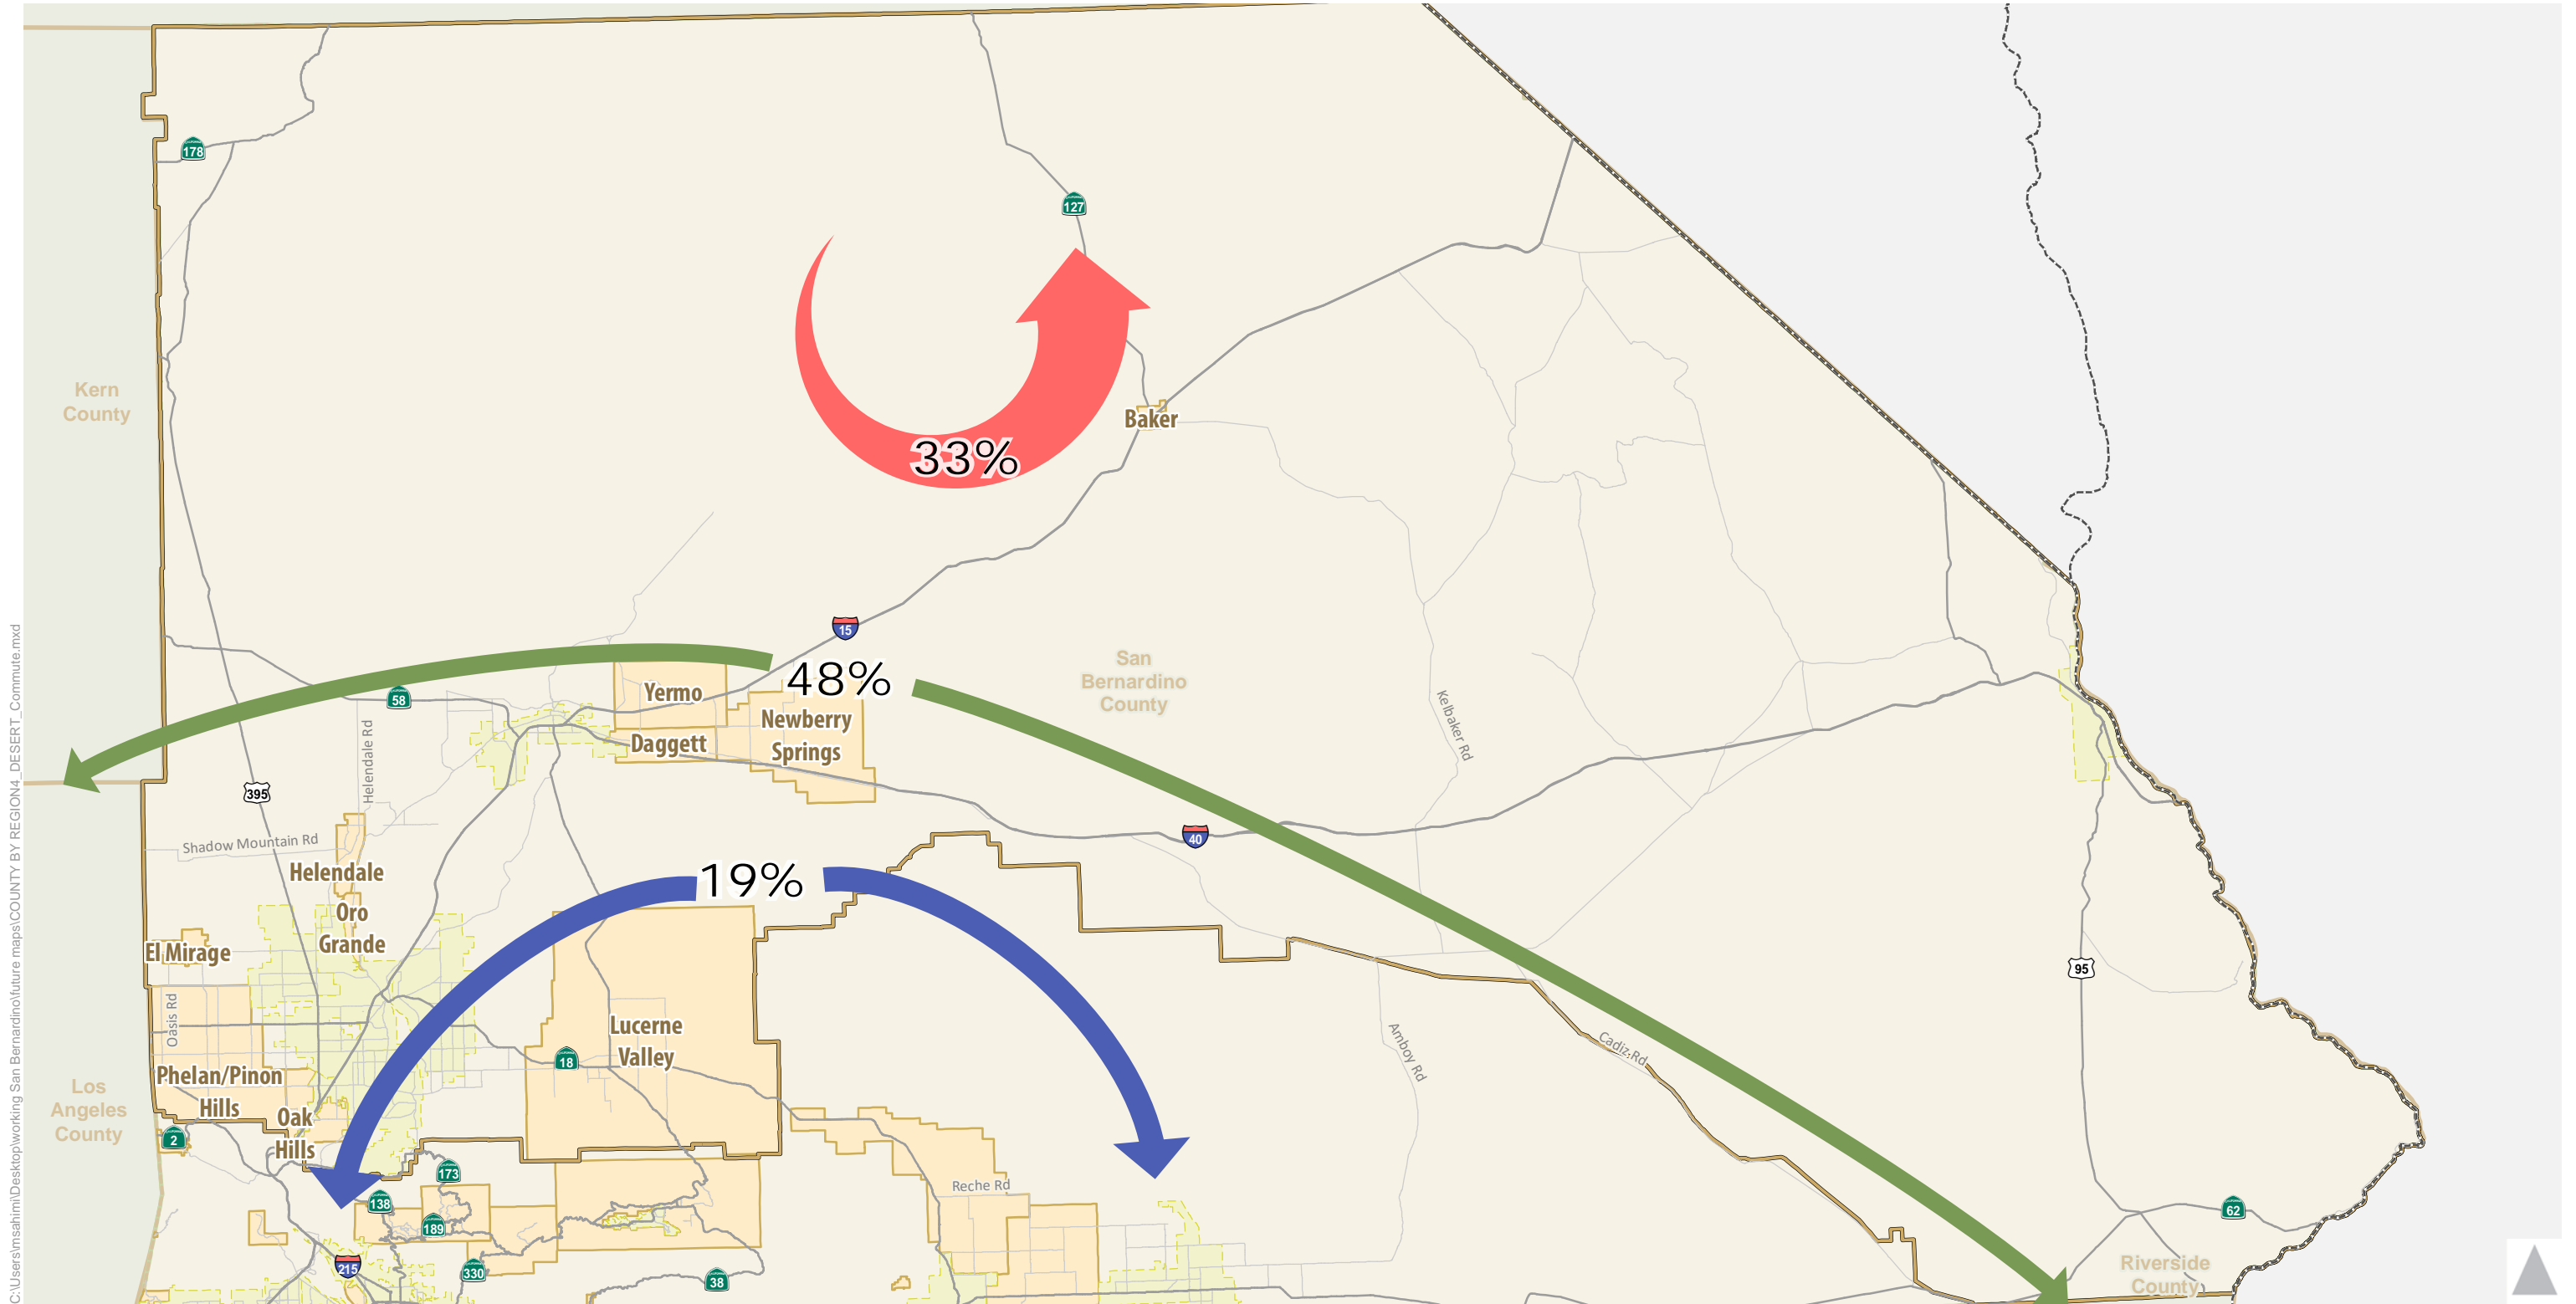 178
CALIFORNIA
127
Kern
County
Baker
33%
15
San
Bernardino
County
48%
Yermo
58
Newberry
Springs
Daggett
Helendale Rd
Kelbaker Rd
395
40
Shadow Mountain Rd
Helendale
19%
Oro
Grande
El Mirage
95
Oasis Rd
Lucerne
Valley
18
Amboy Rd
Cadiz Rd
Phelan/Pinon
Hills
Los
Angeles
County
Oak
Hills
2
173
Reche Rd
138
189
62
215
330
38
Riverside
County
C:\Users\msahimi\Desktop\working San Bernardino\future maps\COUNTY BY REGION4_DESERT_Commute.mxd